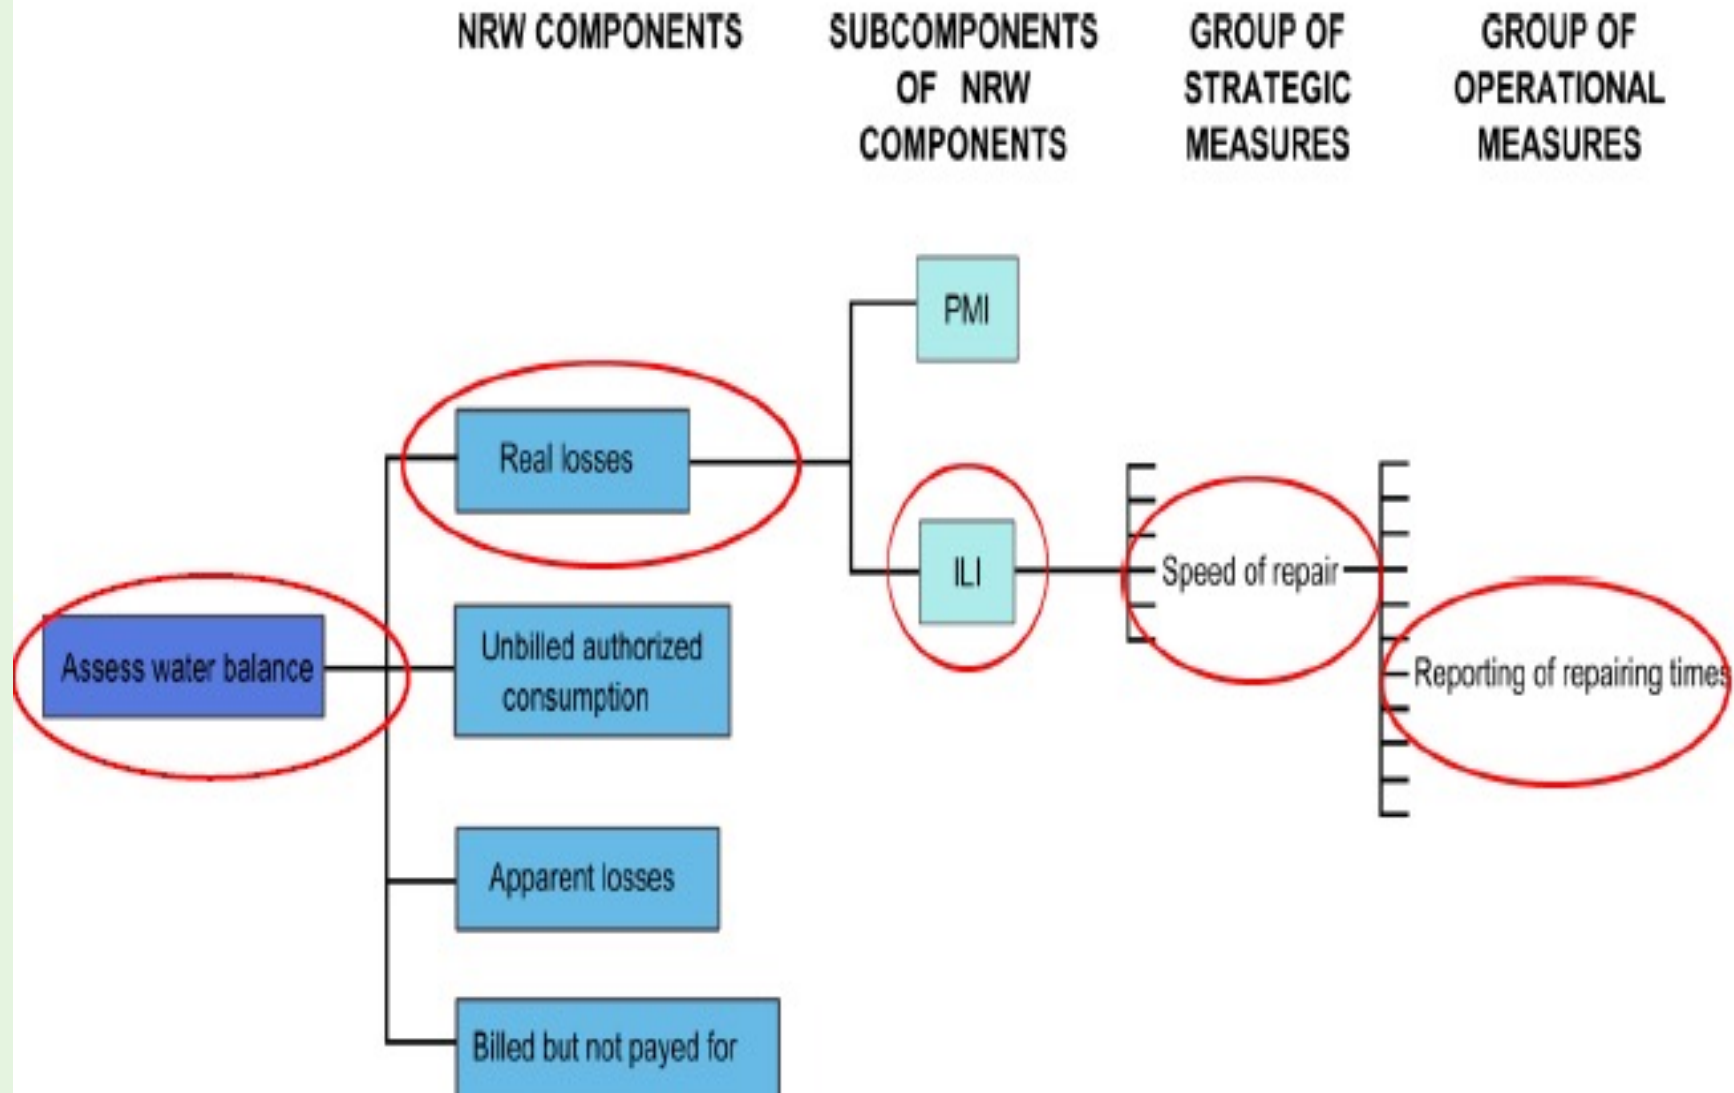 NRW COMPONENTS
SUBCOMPONENTS
OF NRW
COMPONENTS
GROUP OF
STRATEGIC
MEASURES
GROUP OF
OPERATIONAL
MEASURES
PMI
Real losses
ILI
Speed of repair
Unbilled authorized
consumption
Assess water balance
Reporting of repairing times
Apparent losses
Billed but not payed for